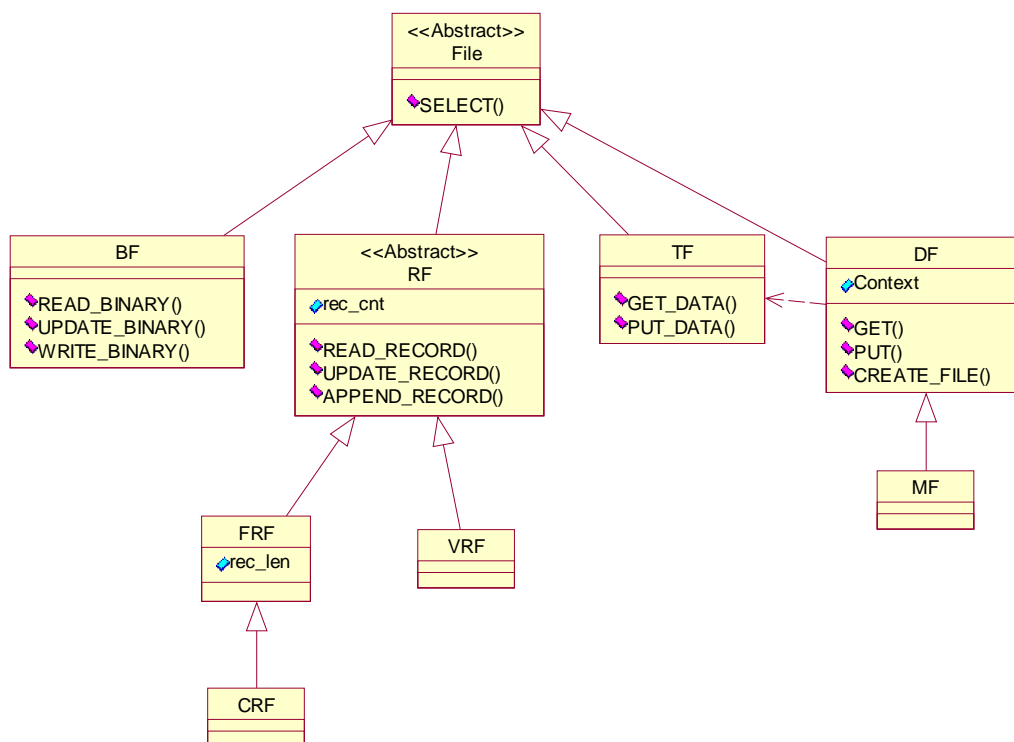 <<Abstract>>
File
SELECT()
BF
READ_BINARY()
UPDATE_BINARY()
WRITE_BINARY()
<<Abstract>>
RF
rec_cnt
READ_RECORD()
UPDATE_RECORD()
APPEND_RECORD()
TF
GET_DATA()
PUT_DATA()
DF
Context
GET()
PUT()
CREATE_FILE()
MF
FRF
rec_len
VRF
CRF